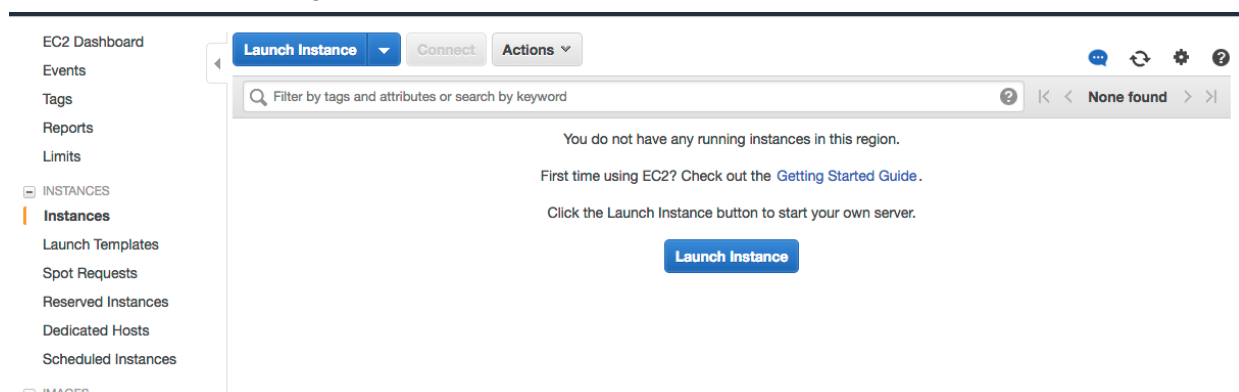 EC2 Dashboard
Events
Tags
Reports
Limits
INSTANCES
Instances
Launch Templates
Spot Requests
Reserved Instances
Dedicated Hosts
Scheduled Instances
IMAGES
Launch Instance Connect Actions
Filter by tags and attributes or search by keyword None found
You do not have any running instances in this region.
First time using EC2? Check out the Getting Started Guide.
Click the Launch Instance button to start your own server.
Launch Instance